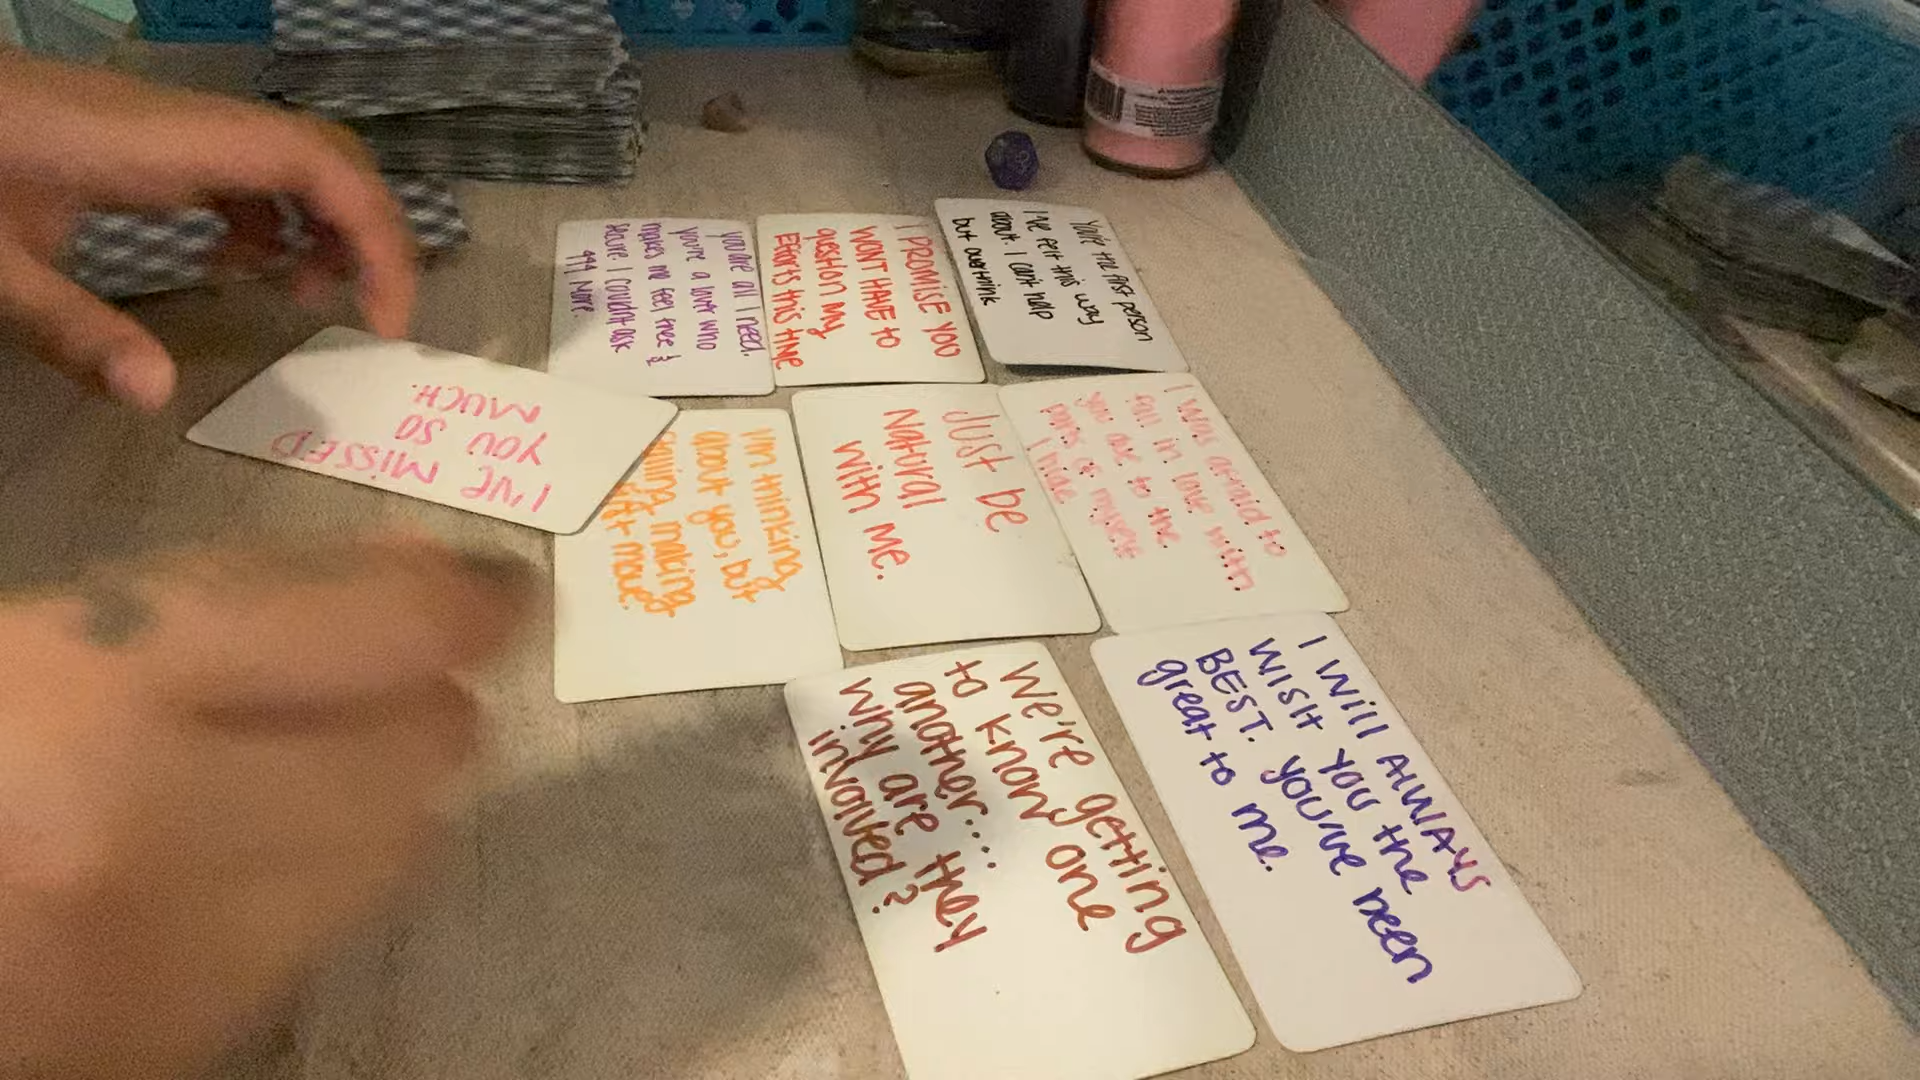 you are all I need.
you're a lover who
makes me feel free &
secure. I couldn't ask
444 More.
I PROMISE YOU
WONT HAVE TO
question My
Efforts this time
You're the first person
I've felt this way
about. I can't help
but overthink
I'VE MISSED
YOU SO
MUCH.
I'm thinking
about you, but
making
move?
Just be
Natural
with me.
I was afraid to
fall in love with
you due to the
parts of myself
I hide
We're getting
to know one
another....
why are they
involved?
I Will ALWAYS
WISH YOU the
BEST. You've been
great to me.